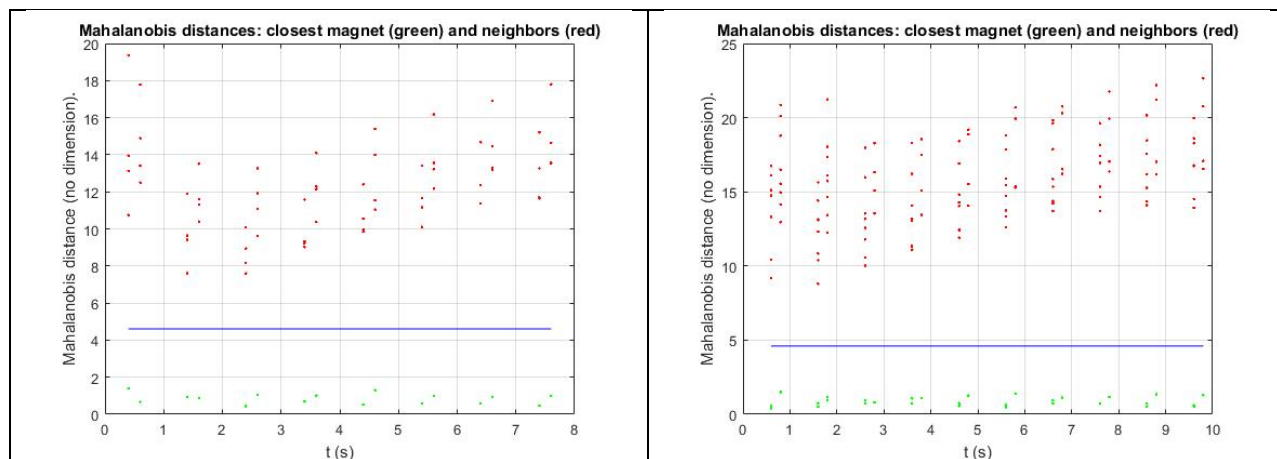 Mahalanobis distances: closest magnet (green) and neighbors (red)
Mahalanobis distance (no dimension).
20
18
16
14
12
10
8
6
4
2
0
0 1 2 3 4 5 6 7 8
t (s)
Mahalanobis distances: closest magnet (green) and neighbors (red)
Mahalanobis distance (no dimension).
25
20
15
10
5
0
0 1 2 3 4 5 6 7 8 9 10
t (s)